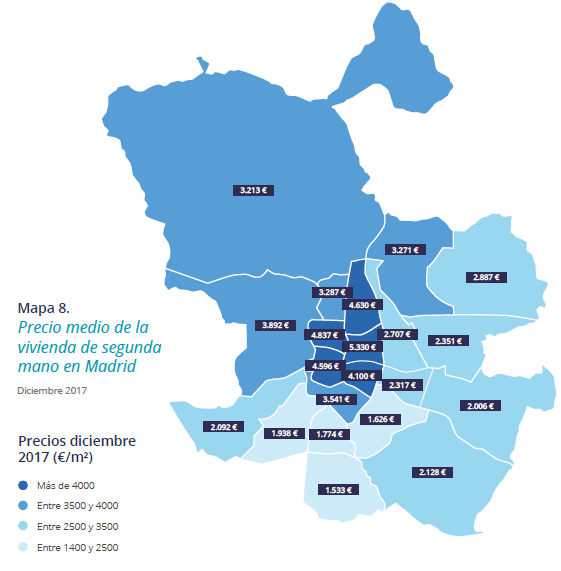 3.213 €
3.271 €
2.887 €
3.287 €
4.630 €
3.892 €
4.837 €
2.707 €
5.330 €
2.351 €
4.596 €
4.100 €
2.317 €
3.541 €
2.006 €
1.626 €
2.092 €
1.938 €
1.774 €
2.128 €
1.533 €
Mapa 8.
Precio medio de la
vivienda de segunda
mano en Madrid
Diciembre 2017
Precios diciembre
2017 (€/m²)
Más de 4000
Entre 3500 y 4000
Entre 2500 y 3500
Entre 1400 y 2500